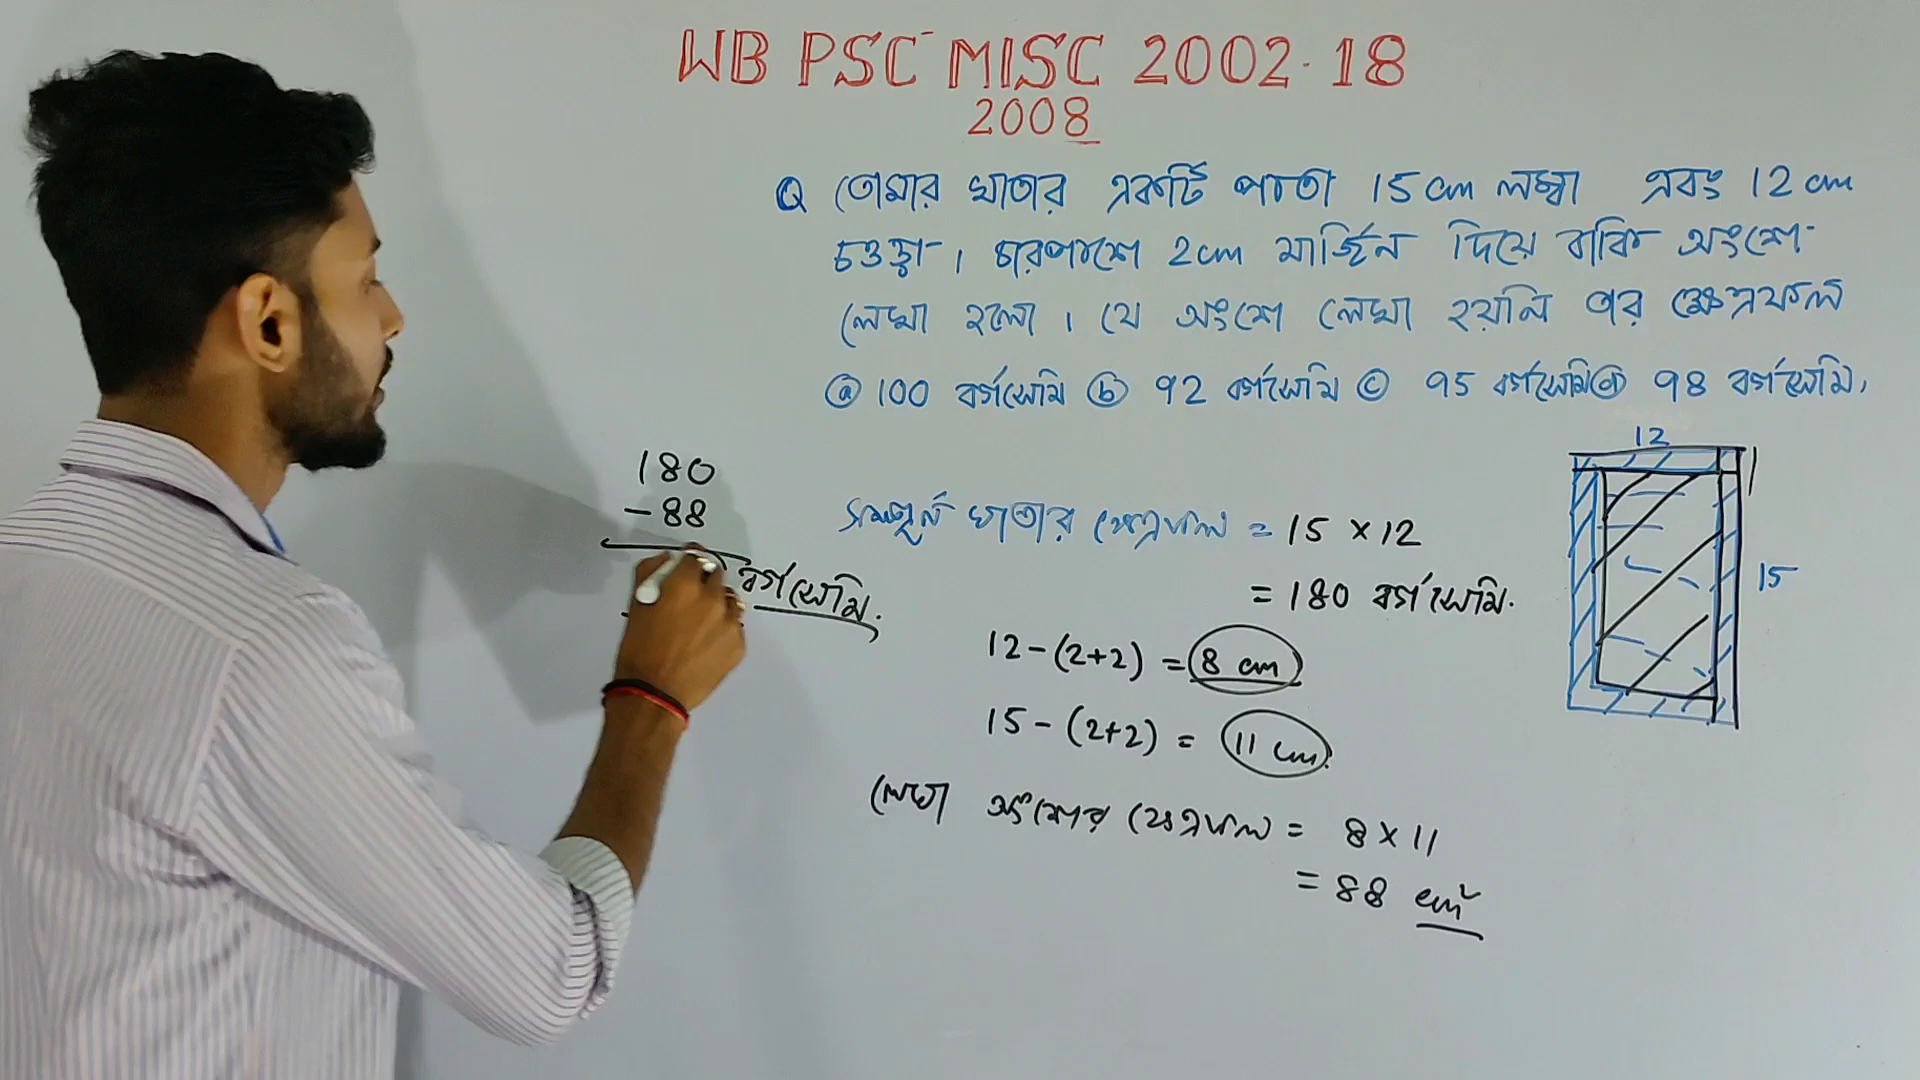 WB PSC MISC 2002-18
2008
Q তোমার খাতার একটি পাতা 15 cm লম্বা এবং 12 cm
চওড়া। চারপাশে 2cm মার্জিন দিয়ে বাকি অংশে
লেখা হলো। যে অংশে লেখা হয়নি তার ক্ষেত্রফল
ⓐ 100 বর্গসেমি ⓑ 92 বর্গসেমি ⓒ 95 বর্গসেমি ⓓ 98 বর্গসেমি,
180
-88
বর্গসেমি.
সম্পূর্ন খাতার ক্ষেত্রফল = 15 × 12
= 180 বর্গ সেমি.
12-(2+2) = 8 cm
15-(2+2) = 11 cm.
লেখা অংশের ক্ষেত্রফল = 8 × 11
= 88 cm²
12
15